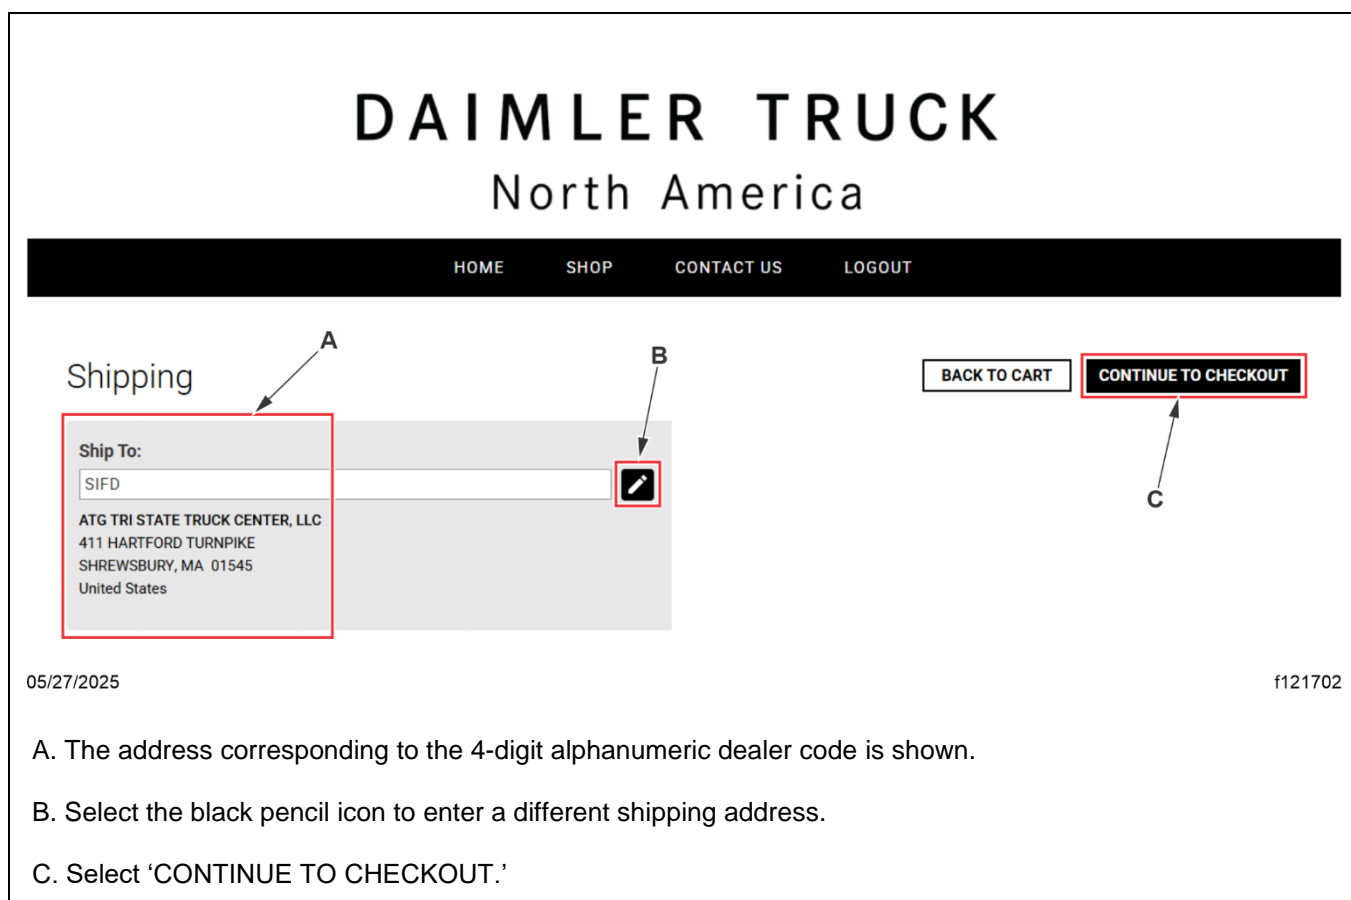 DAIMLER TRUCK
North America
HOME SHOP CONTACT US LOGOUT
A
B
Shipping
BACK TO CART CONTINUE TO CHECKOUT
Ship To:
SIFD
C
ATG TRI STATE TRUCK CENTER, LLC
411 HARTFORD TURNPIKE
SHREWSBURY, MA 01545
United States
05/27/2025 f121702
A. The address corresponding to the 4-digit alphanumeric dealer code is shown.
B. Select the black pencil icon to enter a different shipping address.
C. Select ‘CONTINUE TO CHECKOUT.’